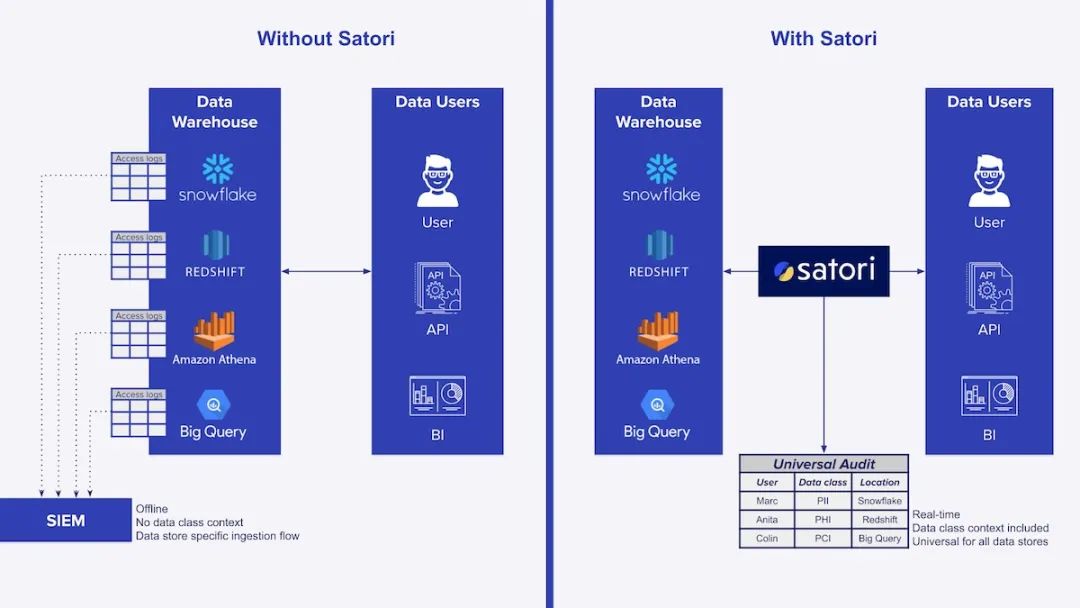 Without Satori
Data
Warehouse
Data Users
Access logs
snowflake
User
Access logs
REDSHIFT
API
API
Access logs
Amazon Athena
Access logs
Big Query
BI
SIEM
Offline
No data class context
Data store specific ingestion flow
With Satori
Data
Warehouse
Data Users
snowflake
User
REDSHIFT
satori
API
API
Amazon Athena
Big Query
BI
Universal Audit
User Data class Location
Marc PII Snowflake
Anita PHI Redshift
Colin PCI Big Query
Real-time
Data class context included
Universal for all data stores